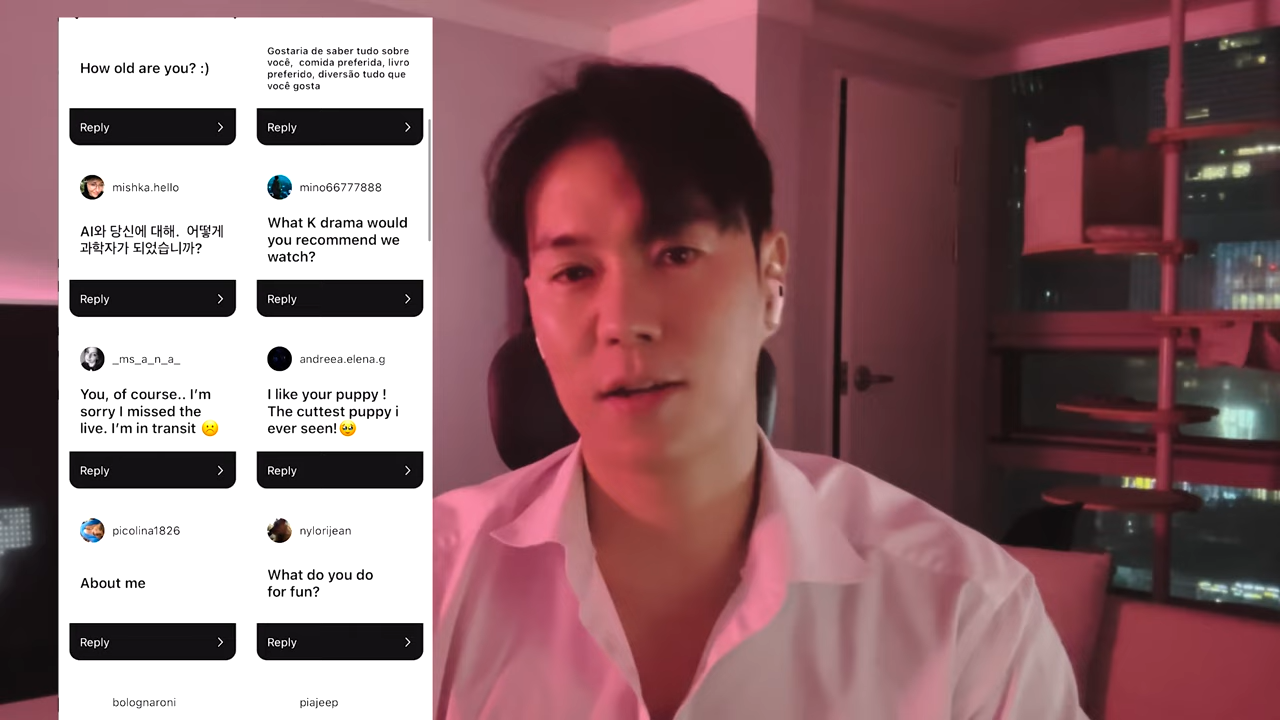 How old are you? :)
Reply
Gostaria de saber tudo sobre
você, comida preferida, livro
preferido, diversão tudo que
você gosta
Reply
mishka.hello
AI와 당신에 대해. 어떻게
과학자가 되었습니까?
Reply
mino66777888
What K drama would
you recommend we
watch?
Reply
_ms_a_n_a_
You, of course.. I’m
sorry I missed the
live. I’m in transit ☹️
Reply
andreea.elena.g
I like your puppy !
The cuttest puppy i
ever seen!🥹
Reply
picolina1826
About me
Reply
nylorijean
What do you do
for fun?
Reply
bolognaroni
piajeep